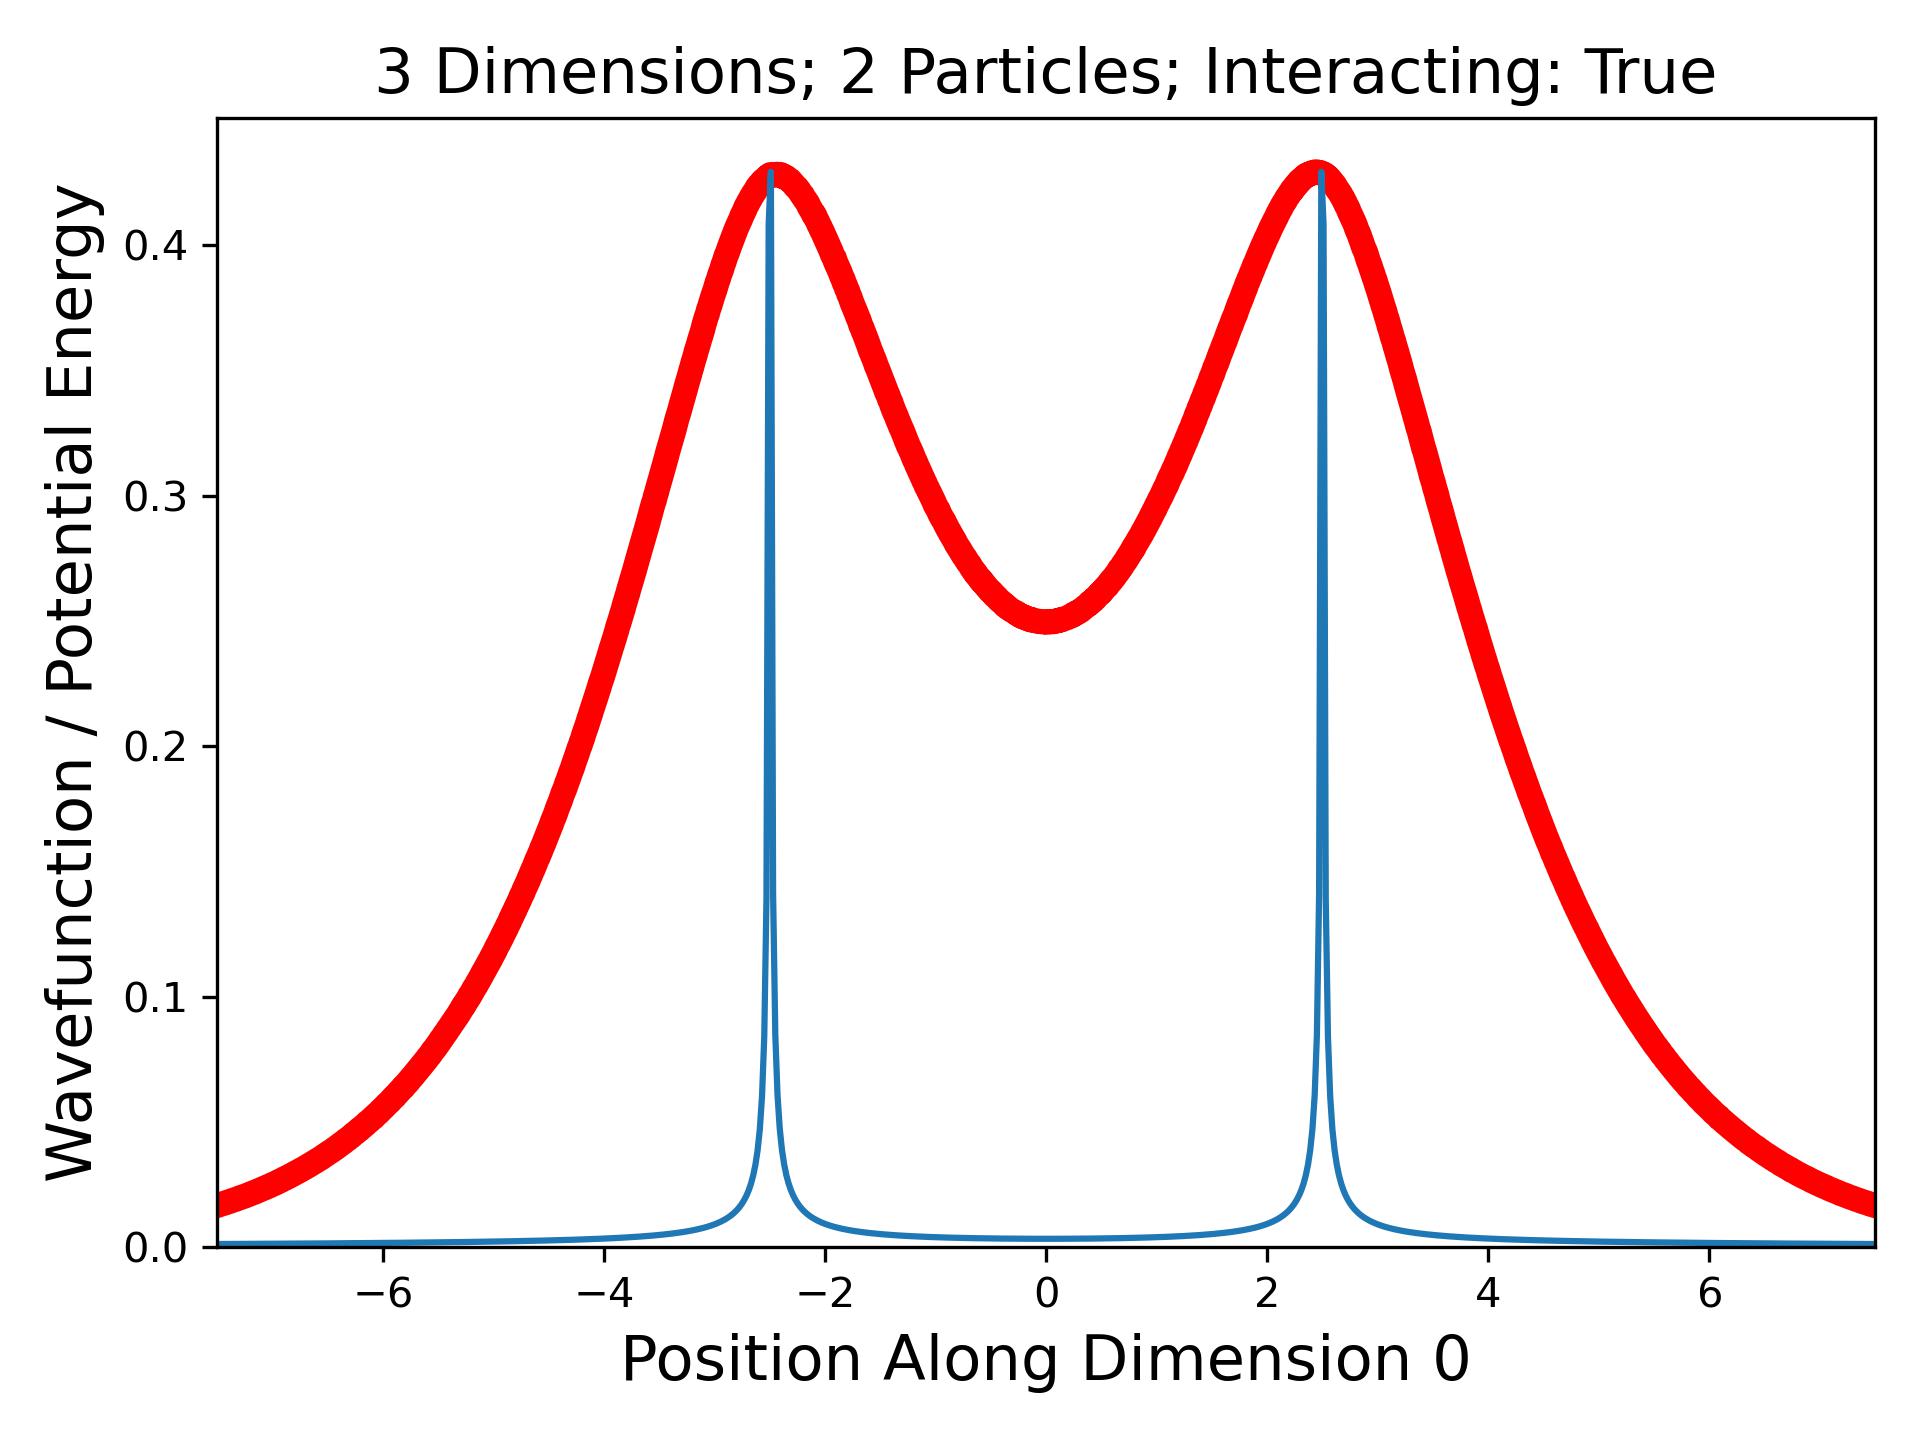 3 Dimensions; 2 Particles; Interacting: True
Wavefunction / Potential Energy
0.4
0.3
0.2
0.1
0.0
−6 −4 −2 0 2 4 6
Position Along Dimension 0